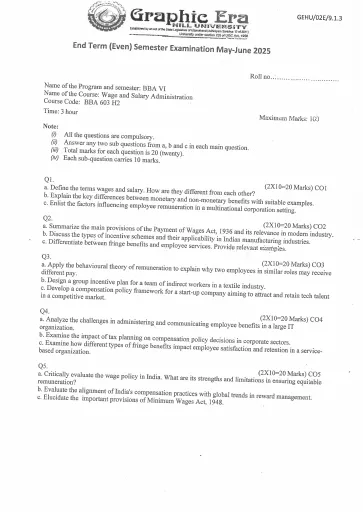 GEHU/02E/9.1.3
Graphic Era
HILL UNIVERSITY
End Term (Even) Semester Examination May-June 2025
Roll no..............................
Name of the Program and semester: BBA VI
Name of the Course: Wage and Salary Administration
Course Code: BBA 603 H2
Time: 3 hour
Maximum Marks: 100
Note:
(i) All the questions are compulsory.
(ii) Answer any two sub questions from a, b and c in each main question.
(iii) Total marks for each question is 20 (twenty).
(iv) Each sub-question carries 10 marks.
Q1.
(2X10=20 Marks) CO1
a. Define the terms wages and salary. How are they different from each other?
b. Explain the key differences between monetary and non-monetary benefits with suitable examples.
c. Enlist the factors influencing employee remuneration in a multinational corporation setting.
Q2.
(2X10=20 Marks) CO2
a. Summarize the main provisions of the Payment of Wages Act, 1936 and its relevance in modern industry.
b. Discuss the types of incentive schemes and their applicability in Indian manufacturing industries.
c. Differentiate between fringe benefits and employee services. Provide relevant examples.
Q3.
(2X10=20 Marks) CO3
a. Apply the behavioural theory of remuneration to explain why two employees in similar roles may receive
different pay.
b. Design a group incentive plan for a team of indirect workers in a textile industry.
c. Develop a compensation policy framework for a start-up company aiming to attract and retain tech talent
in a competitive market.
Q4.
(2X10=20 Marks) CO4
a. Analyze the challenges in administering and communicating employee benefits in a large IT
organization.
b. Examine the impact of tax planning on compensation policy decisions in corporate sectors.
c. Examine how different types of fringe benefits impact employee satisfaction and retention in a service-
based organization.
Q5.
(2X10=20 Marks) CO5
a. Critically evaluate the wage policy in India. What are its strengths and limitations in ensuring equitable
remuneration?
b. Evaluate the alignment of India's compensation practices with global trends in reward management.
c. Elucidate the important provisions of Minimum Wages Act, 1948.